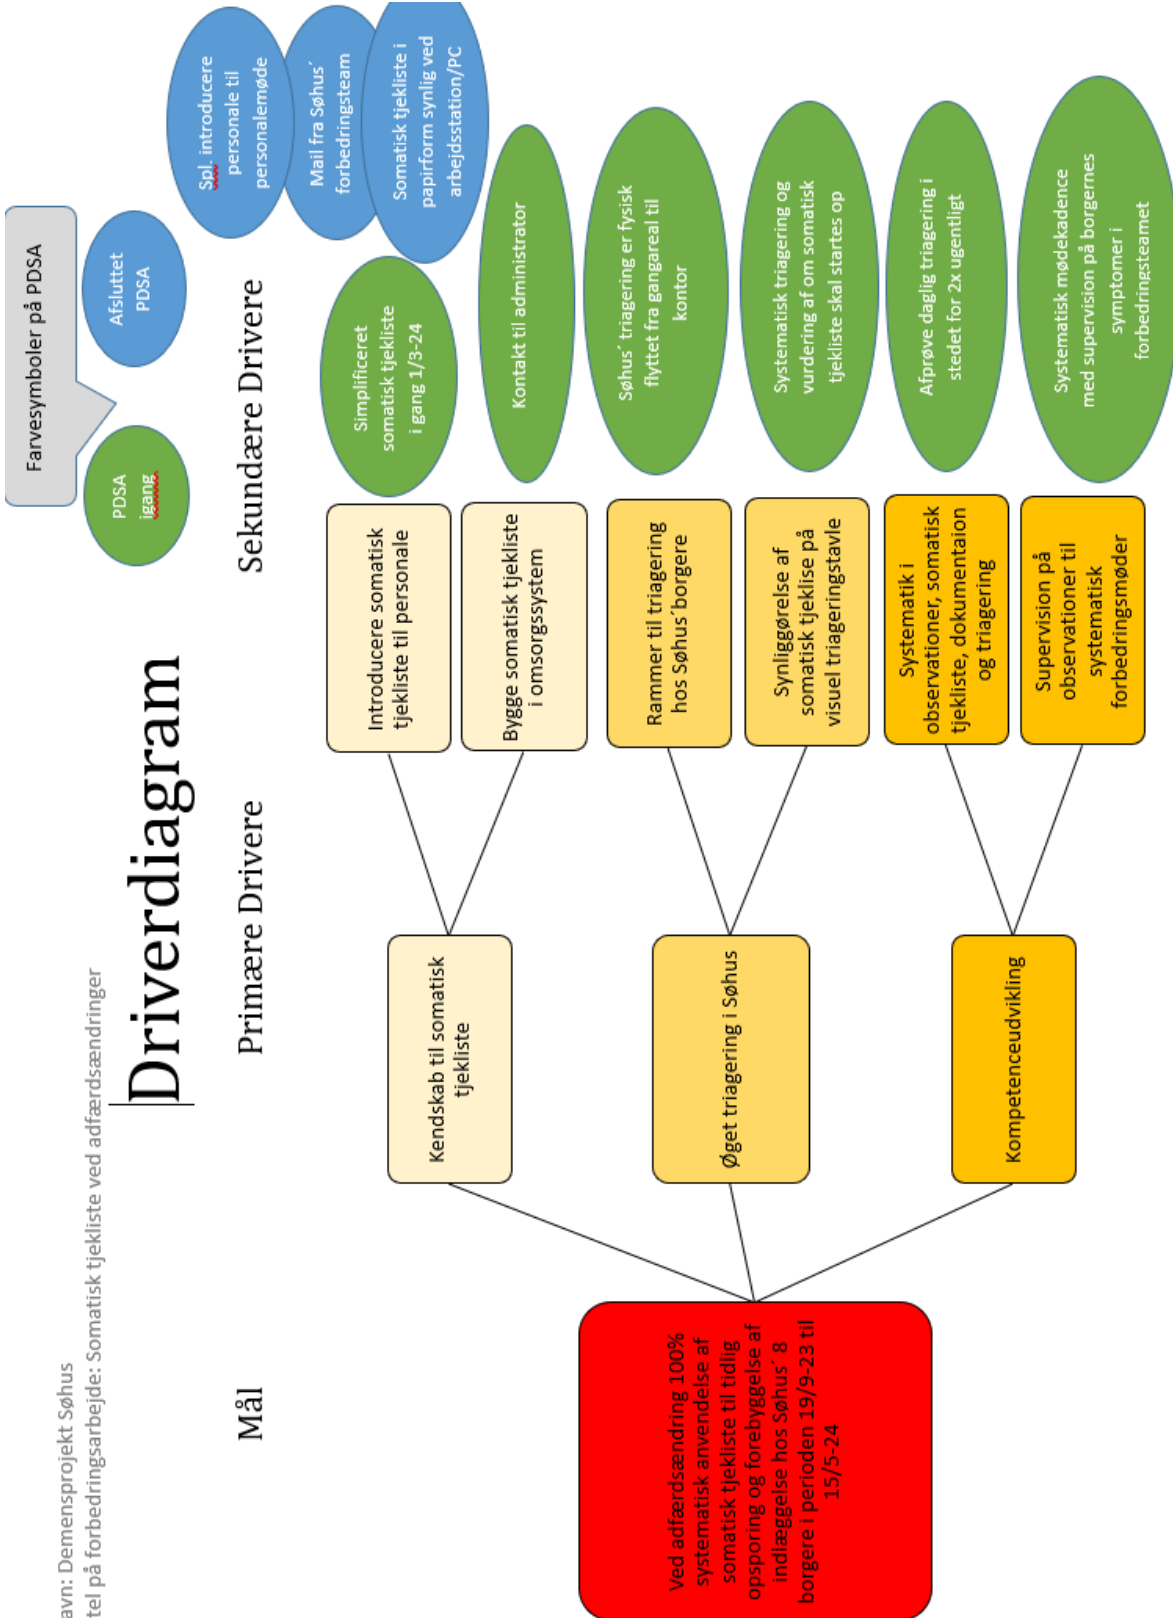 avn: Demensprojekt Søhus
tel på forbedringsarbejde: Somatisk tjekliste ved adfærdsændringer
Driverdiagram
Farvesymboler på PDSA
PDSA
igang
Afsluttet
PDSA
Mål
Primære Drivere
Sekundære Drivere
Ved adfærdsændring 100%
systematisk anvendelse af
somatisk tjekliste til tidlig
opsporing og forebyggelse af
indlæggelse hos Søhus´ 8
borgere i perioden 19/9-23 til
15/5-24
Kendskab til somatisk
tjekliste
Øget triagering i Søhus
Kompetenceudvikling
Introducere somatisk
tjekliste til personale
Bygge somatisk tjekliste
i omsorgssystem
Rammer til triagering
hos Søhus´borgere
Synliggørelse af
somatisk tjeklise på
visuel triageringstavle
Systematik i
observationer, somatisk
tjekliste, dokumentaion
og triagering
Supervision på
observationer til
systematisk
forbedringsmøder
Spl. introducere
personale til
personalemøde
Mail fra Søhus´
forbedringsteam
Somatisk tjekliste i
papirform synlig ved
arbejdsstation/PC
Simplificeret
somatisk tjekliste
i gang 1/3-24
Kontakt til administrator
Søhus´ triagering er fysisk
flyttet fra gangareal til
kontor
Systematisk triagering og
vurdering af om somatisk
tjekliste skal startes op
Afprøve daglig triagering i
stedet for 2x ugentligt
Systematisk mødekadence
med supervision på borgernes
symptomer i
forbedringsteamet